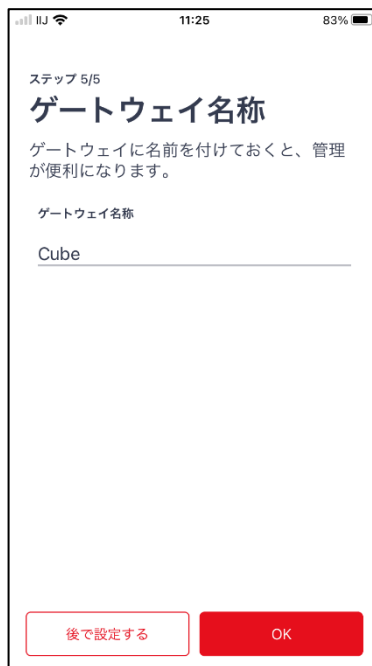 IIJ 11:25 83%
ステップ 5/5
ゲートウェイ名称
ゲートウェイに名前を付けておくと、管理
が便利になります。
ゲートウェイ名称
Cube
後で設定する OK